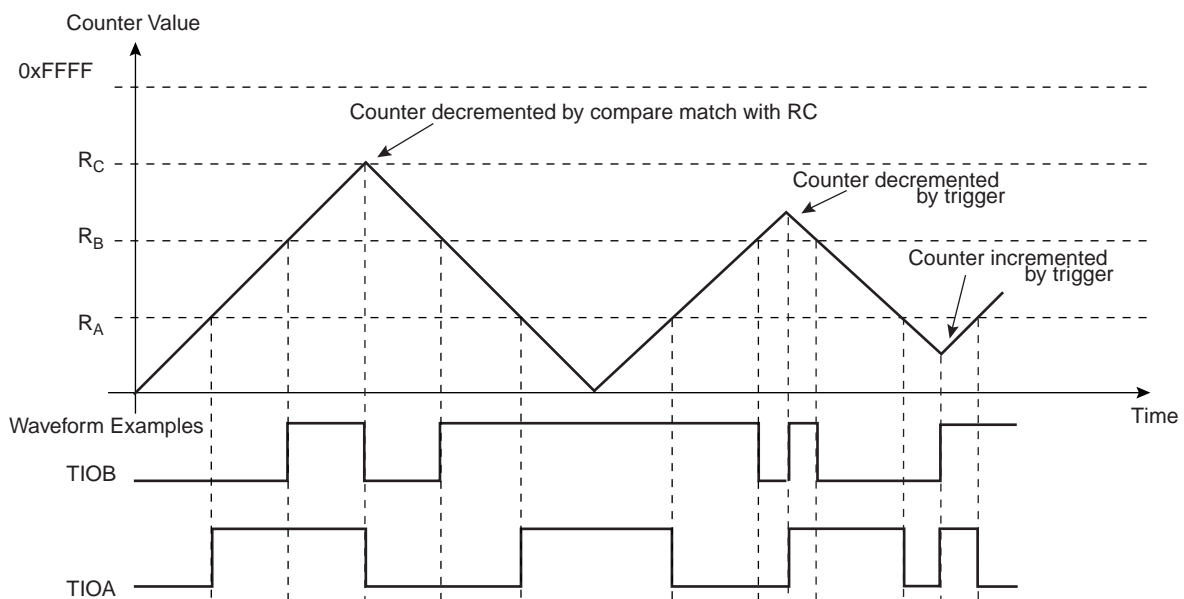 Counter Value
0xFFFF
Counter decremented by compare match with RC
RC
Counter decremented
by trigger
RB
Counter incremented
by trigger
RA
Time
Waveform Examples
TIOB
TIOA